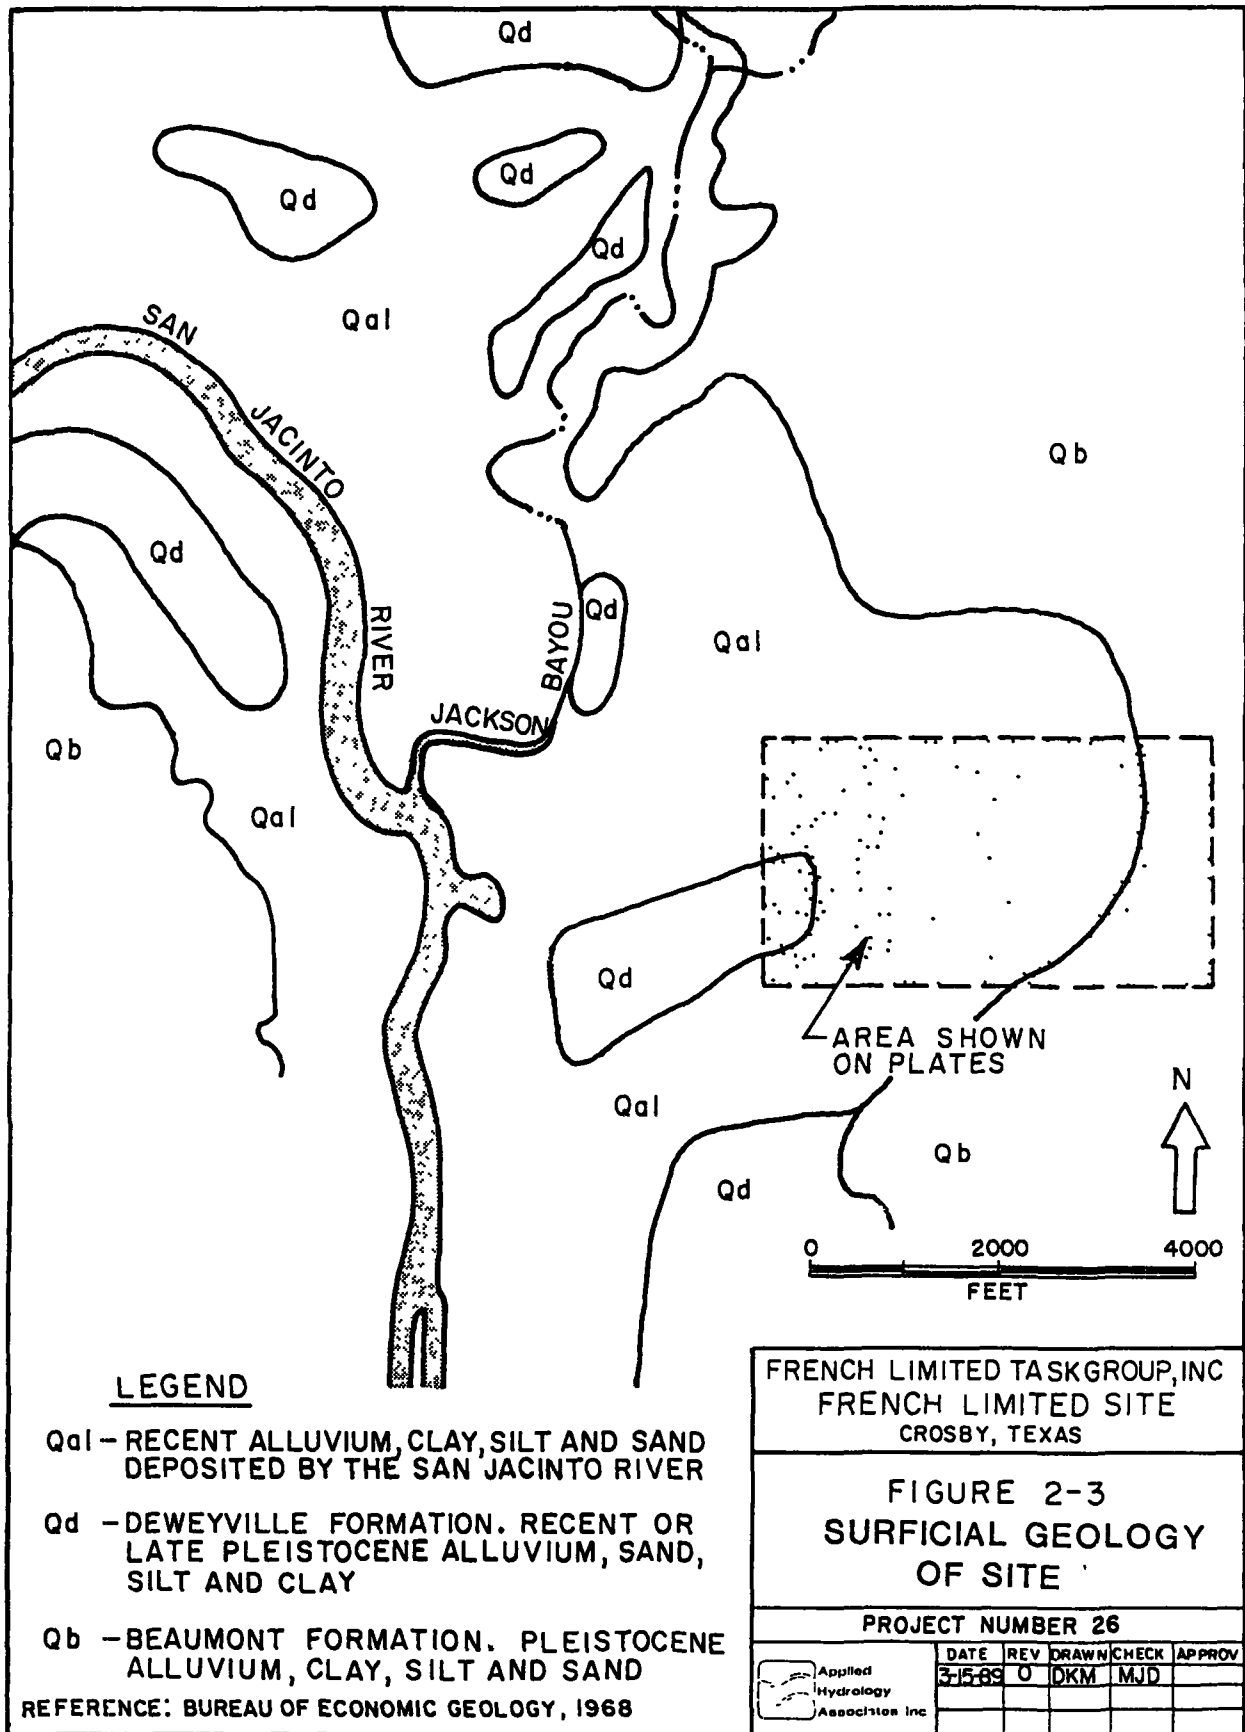 Qd
Qd
Qd
Qd
Qal
SAN
JACINTO
RIVER
Qb
Qd
Qd
BAYOU
Qal
JACKSON
Qb
Qal
Qd
AREA SHOWN
ON PLATES
N
Qal
Qb
Qd
0 2000 4000
FEET
LEGEND
Qal – RECENT ALLUVIUM, CLAY, SILT AND SAND
DEPOSITED BY THE SAN JACINTO RIVER
Qd – DEWEYVILLE FORMATION. RECENT OR
LATE PLEISTOCENE ALLUVIUM, SAND,
SILT AND CLAY
Qb – BEAUMONT FORMATION. PLEISTOCENE
ALLUVIUM, CLAY, SILT AND SAND
REFERENCE: BUREAU OF ECONOMIC GEOLOGY, 1968
FRENCH LIMITED TASKGROUP, INC
FRENCH LIMITED SITE
CROSBY, TEXAS
FIGURE 2-3
SURFICIAL GEOLOGY
OF SITE
PROJECT NUMBER 26
DATE REV DRAWN CHECK APPROV
3-15-89 0 DKM MJD
Applied
Hydrology
Associates Inc